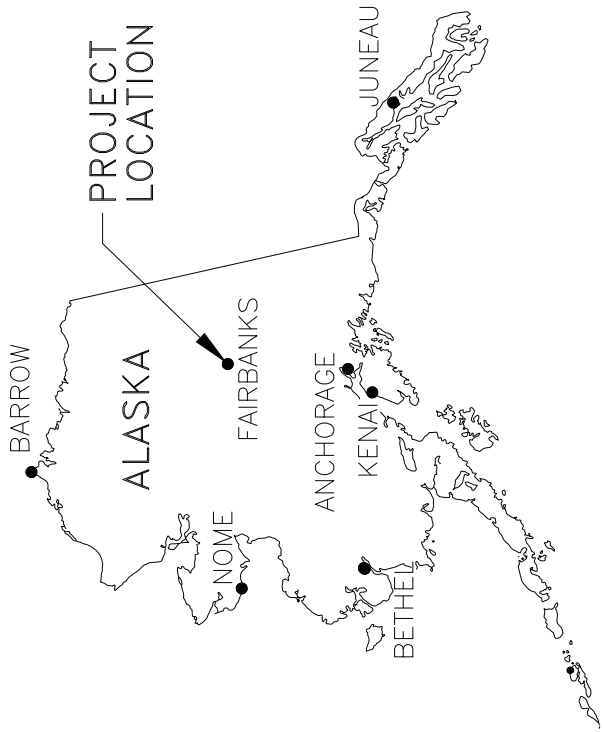 BARROW
PROJECT
LOCATION
ALASKA
FAIRBANKS
NOME
ANCHORAGE
KENAI
JUNEAU
BETHEL